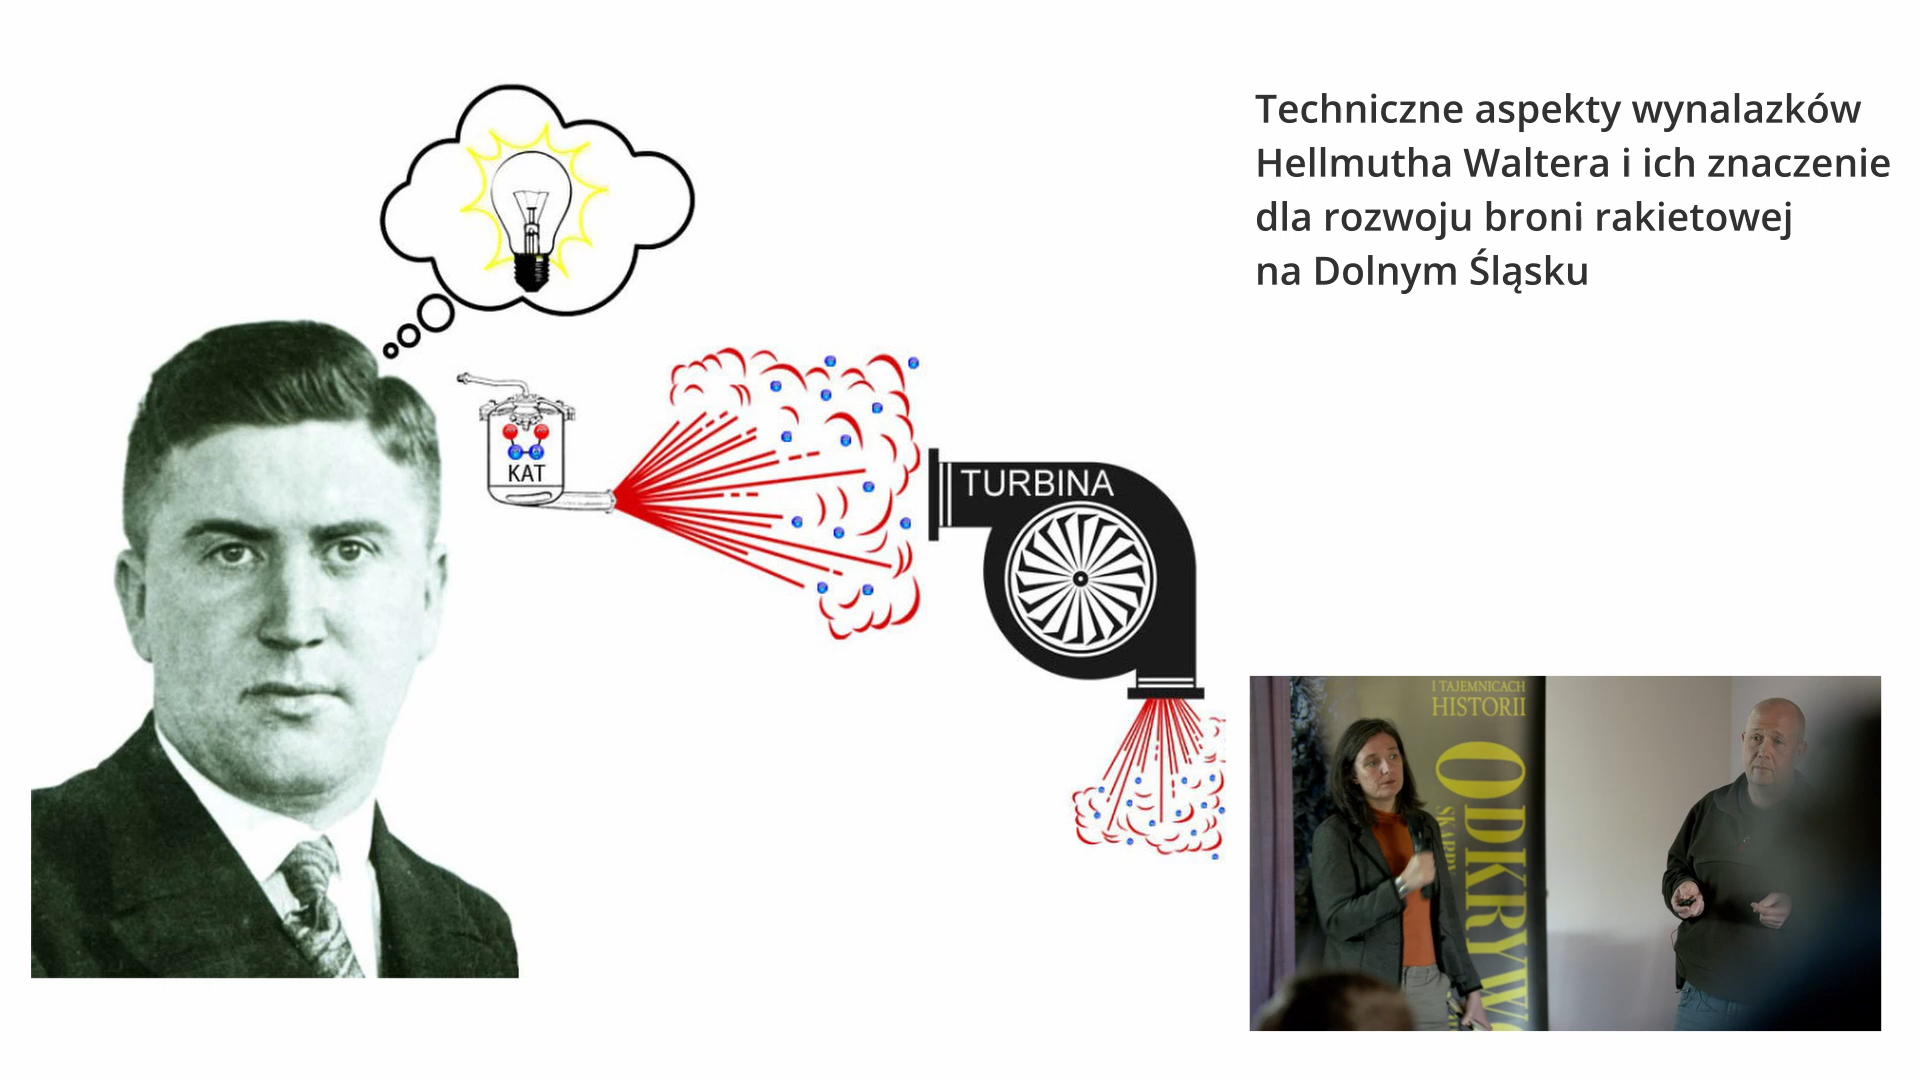 Techniczne aspekty wynalazków
Hellmutha Waltera i ich znaczenie
dla rozwoju broni rakietowej
na Dolnym Śląsku
KAT
TURBINA
I TAJEMNICACH
HISTORII
ODKRYW
SKARBY